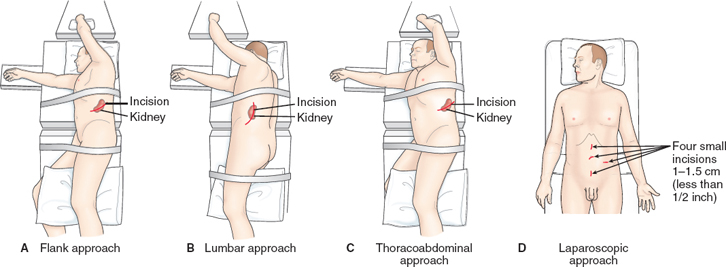 Incision
Kidney
Incision
Kidney
Incision
Kidney
Four small
incisions
1–1.5 cm
(less than
1/2 inch)
A Flank approach
B Lumbar approach
C Thoracoabdominal
approach
D Laparoscopic
approach